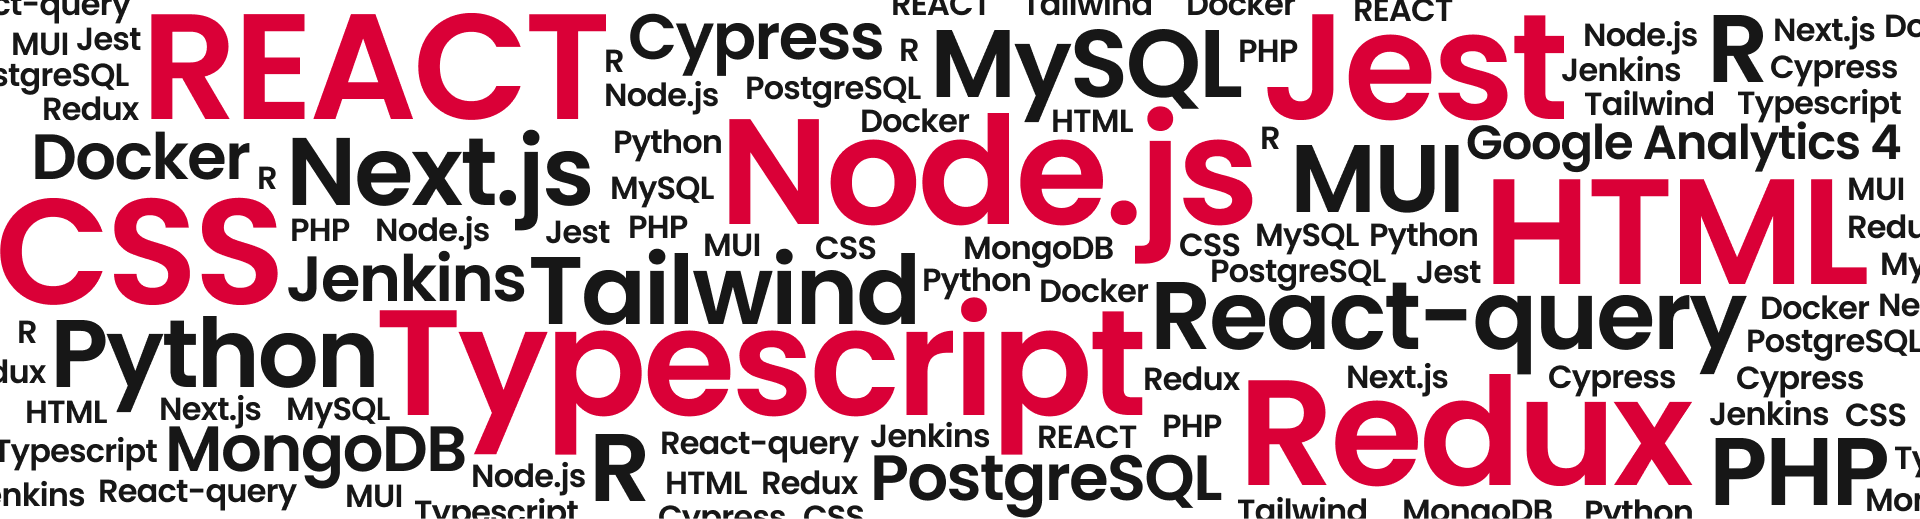 ct-query
REACT
Tailwind
Docker
REACT
MUI
Jest
REACT
R
Cypress
R
MySQL
PHP
Jest
Node.js
Jenkins
R
Next.js
Do
Cypress
stgreSQL
Redux
Node.js
PostgreSQL
Tailwind
Typescript
Docker
R
Next.js
Python
MySQL
Docker
HTML
Node.js
R
MUI
Google Analytics 4
CSS
PHP
Node.js
Jest
PHP
MUI
CSS
MongoDB
CSS
MySQL
Python
HTML
MUI
Redu
My
Jenkins
Tailwind
Python
Docker
PostgreSQL
Jest
React-query
Docker
Ne
PostgreSQL
R
dux
Python
Typescript
Redux
Next.js
Cypress
Cypress
HTML
Next.js
MySQL
Redux
Jenkins
CSS
Typescript
MongoDB
Node.js
R
React-query
Jenkins
REACT
PHP
PHP
Ty
enkins
React-query
MUI
Typescript
HTML
Redux
PostgreSQL
Mon
Cypress
CSS
Tailwind
MongoDB
Python